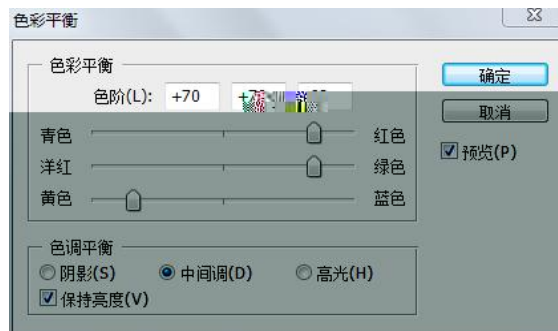 色彩平衡
色彩平衡
色阶(L): +70
确定
取消
青色 红色
预览(P)
洋红 绿色
黄色 蓝色
色调平衡
阴影(S) 中间调(D) 高光(H)
保持亮度(V)